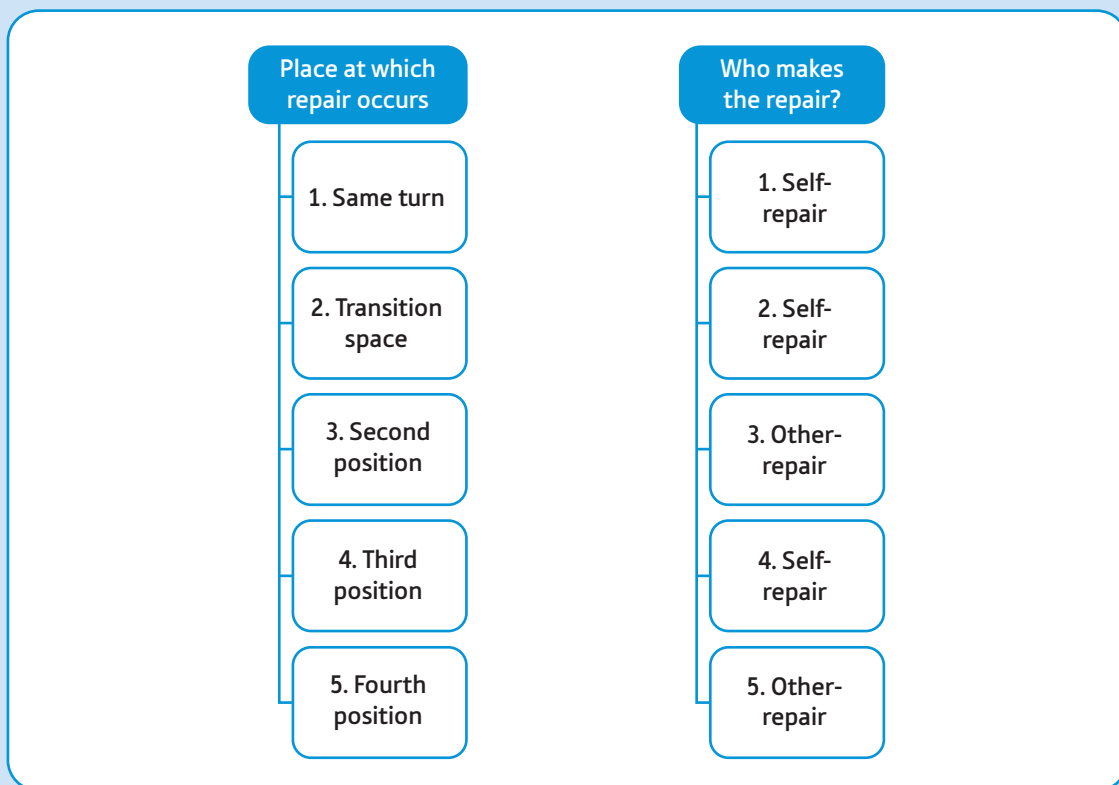 Place at which
repair occurs
1. Same turn
2. Transition
space
3. Second
position
4. Third
position
5. Fourth
position
Who makes
the repair?
1. Self-
repair
2. Self-
repair
3. Other-
repair
4. Self-
repair
5. Other-
repair